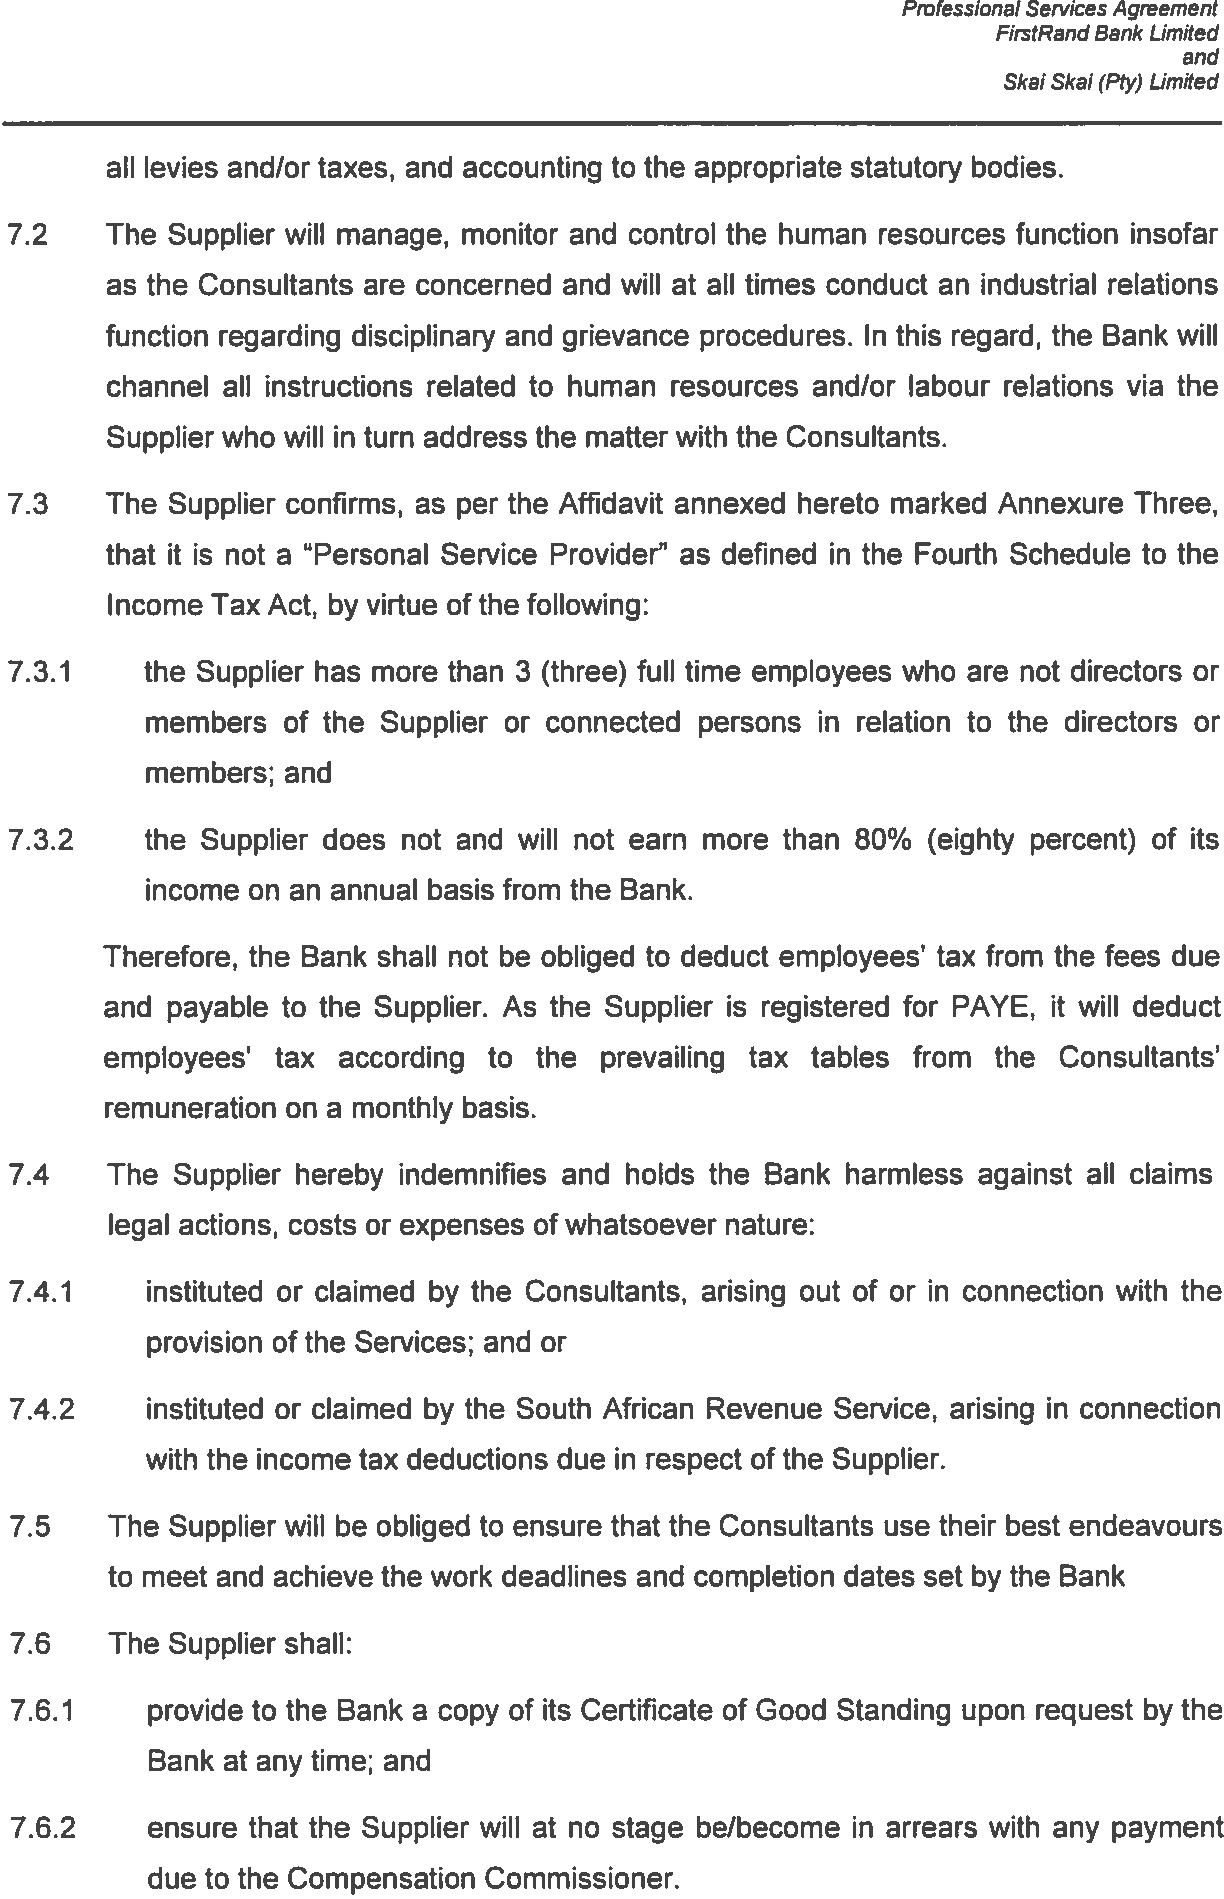 Professional Services Agreement
FirstRand Bank Limited
and
Skai Skai (Pty) Limited
all levies and/or taxes, and accounting to the appropriate statutory bodies.
7.2 The Supplier will manage, monitor and control the human resources function insofar
as the Consultants are concerned and will at all times conduct an industrial relations
function regarding disciplinary and grievance procedures. In this regard, the Bank will
channel all instructions related to human resources and/or labour relations via the
Supplier who will in turn address the matter with the Consultants.
7.3 The Supplier confirms, as per the Affidavit annexed hereto marked Annexure Three,
that it is not a “Personal Service Provider” as defined in the Fourth Schedule to the
Income Tax Act, by virtue of the following:
7.3.1 the Supplier has more than 3 (three) full time employees who are not directors or
members of the Supplier or connected persons in relation to the directors or
members; and
7.3.2 the Supplier does not and will not earn more than 80% (eighty percent) of its
income on an annual basis from the Bank.
Therefore, the Bank shall not be obliged to deduct employees' tax from the fees due
and payable to the Supplier. As the Supplier is registered for PAYE, it will deduct
employees' tax according to the prevailing tax tables from the Consultants'
remuneration on a monthly basis.
7.4 The Supplier hereby indemnifies and holds the Bank harmless against all claims
legal actions, costs or expenses of whatsoever nature:
7.4.1 instituted or claimed by the Consultants, arising out of or in connection with the
provision of the Services; and or
7.4.2 instituted or claimed by the South African Revenue Service, arising in connection
with the income tax deductions due in respect of the Supplier.
7.5 The Supplier will be obliged to ensure that the Consultants use their best endeavours
to meet and achieve the work deadlines and completion dates set by the Bank
7.6 The Supplier shall:
7.6.1 provide to the Bank a copy of its Certificate of Good Standing upon request by the
Bank at any time; and
7.6.2 ensure that the Supplier will at no stage be/become in arrears with any payment
due to the Compensation Commissioner.